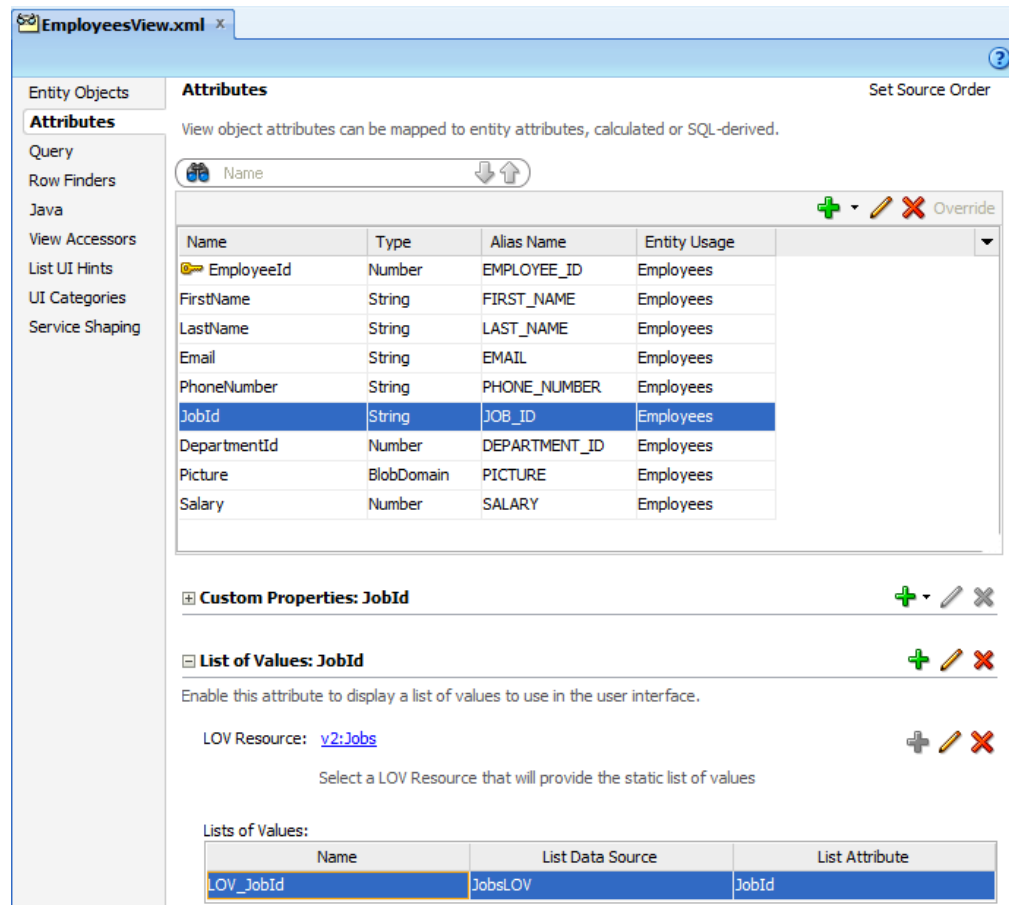 EmployeesView.xml x
?
Entity Objects
Attributes
Query
Row Finders
Java
View Accessors
List UI Hints
UI Categories
Service Shaping
Attributes
Set Source Order
View object attributes can be mapped to entity attributes, calculated or SQL-derived.
Name
Override
Name Type Alias Name Entity Usage
EmployeeId Number EMPLOYEE_ID Employees
FirstName String FIRST_NAME Employees
LastName String LAST_NAME Employees
Email String EMAIL Employees
PhoneNumber String PHONE_NUMBER Employees
JobId String JOB_ID Employees
DepartmentId Number DEPARTMENT_ID Employees
Picture BlobDomain PICTURE Employees
Salary Number SALARY Employees
Custom Properties: JobId
List of Values: JobId
Enable this attribute to display a list of values to use in the user interface.
LOV Resource: v2:Jobs
Select a LOV Resource that will provide the static list of values
Lists of Values:
Name List Data Source List Attribute
LOV_JobId JobsLOV JobId